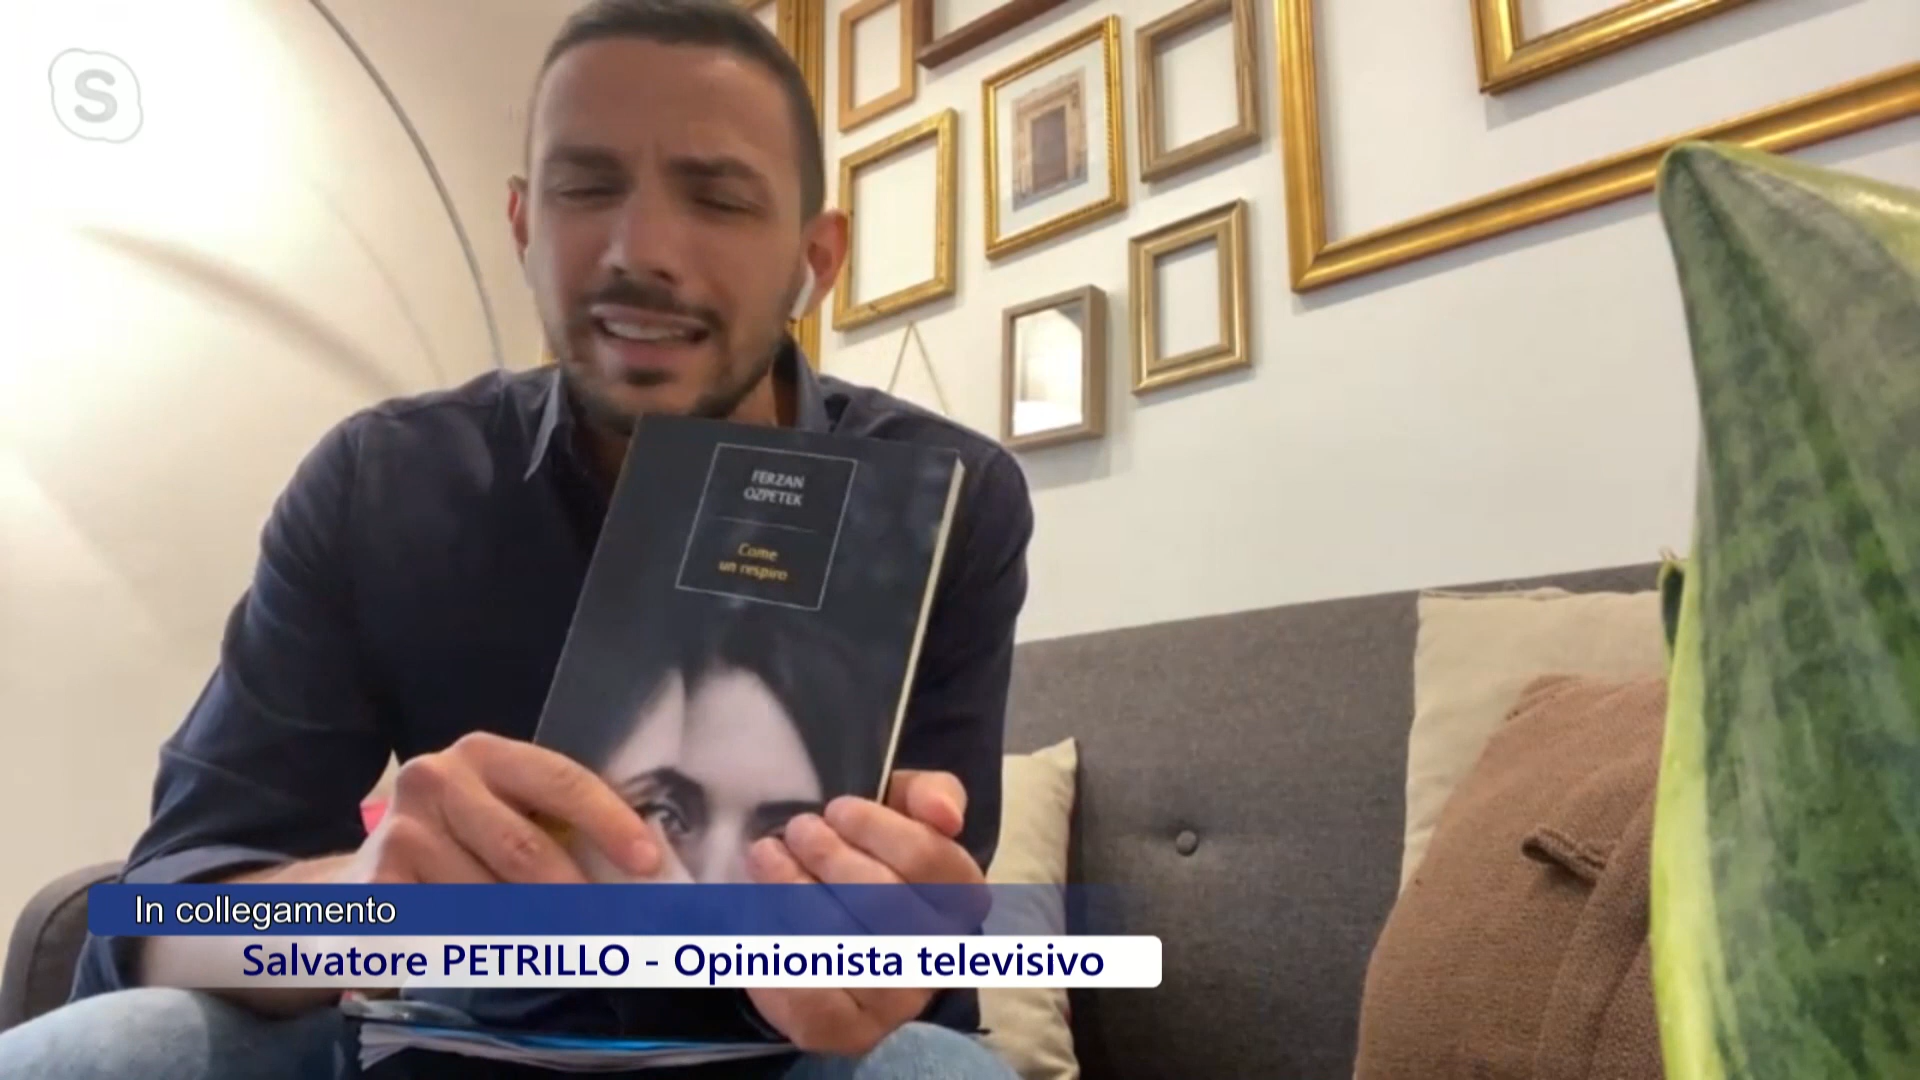 S
FERZAN
OZPETEK
Come
un respiro
In collegamento
Salvatore PETRILLO - Opinionista televisivo